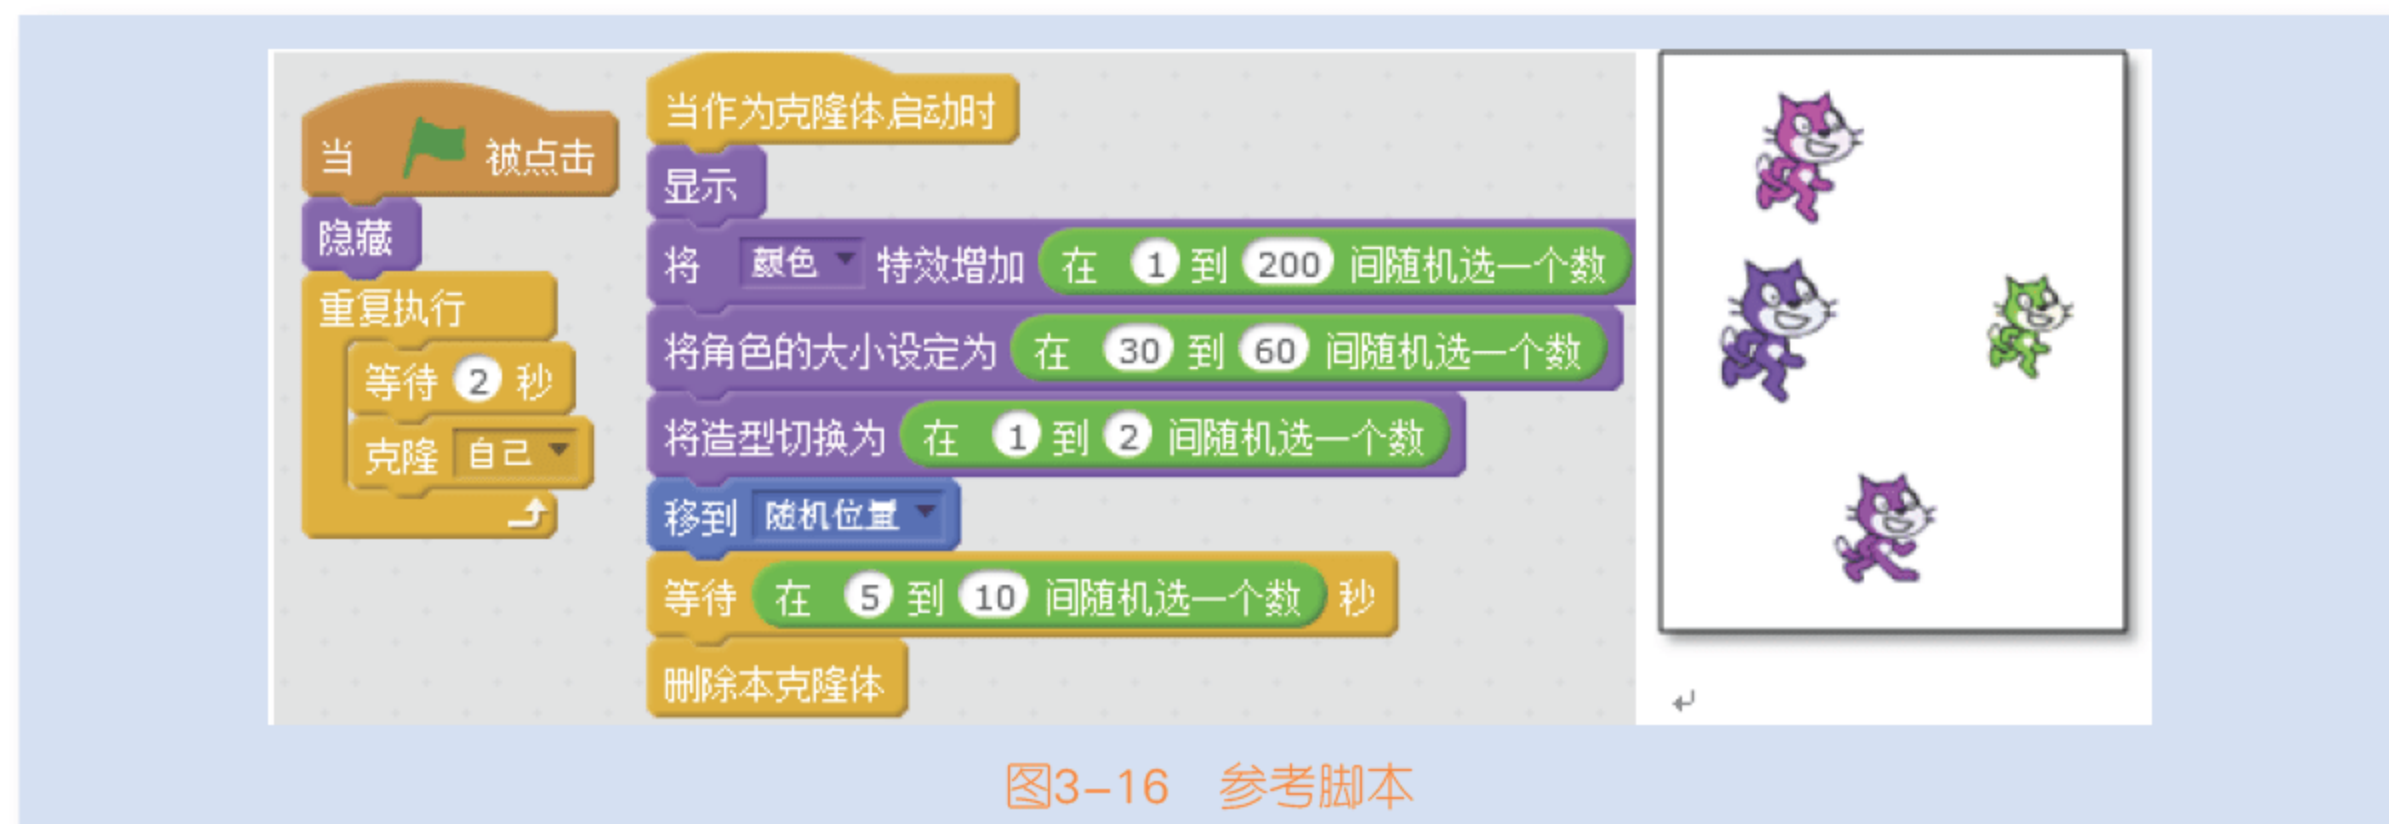 当 被点击
隐藏
重复执行
等待 2 秒
克隆 自己
当作为克隆体启动时
显示
将 颜色 特效增加 在 1 到 200 间随机选一个数
将角色的大小设定为 在 30 到 60 间随机选一个数
将造型切换为 在 1 到 2 间随机选一个数
移到 随机位置
等待 在 5 到 10 间随机选一个数 秒
删除本克隆体
图3-16 参考脚本